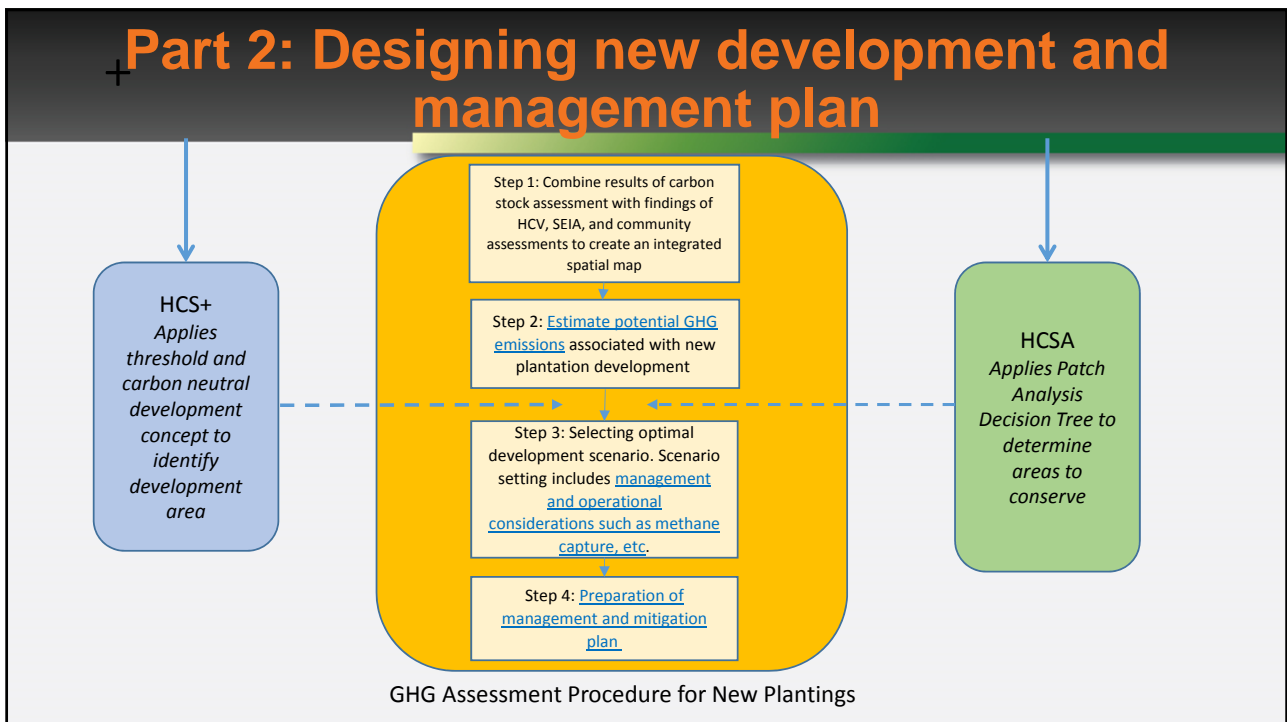 +
Part 2: Designing new development and
management plan
Step 1: Combine results of carbon
stock assessment with findings of
HCV, SEIA, and community
assessments to create an integrated
spatial map
Step 2: Estimate potential GHG
emissions associated with new
plantation development
Step 3: Selecting optimal
development scenario. Scenario
setting includes management
and operational
considerations such as methane
capture, etc.
Step 4: Preparation of
management and mitigation
plan
HCS+
Applies
threshold and
carbon neutral
development
concept to
identify
development
area
HCSA
Applies Patch
Analysis
Decision Tree to
determine
areas to
conserve
GHG Assessment Procedure for New Plantings